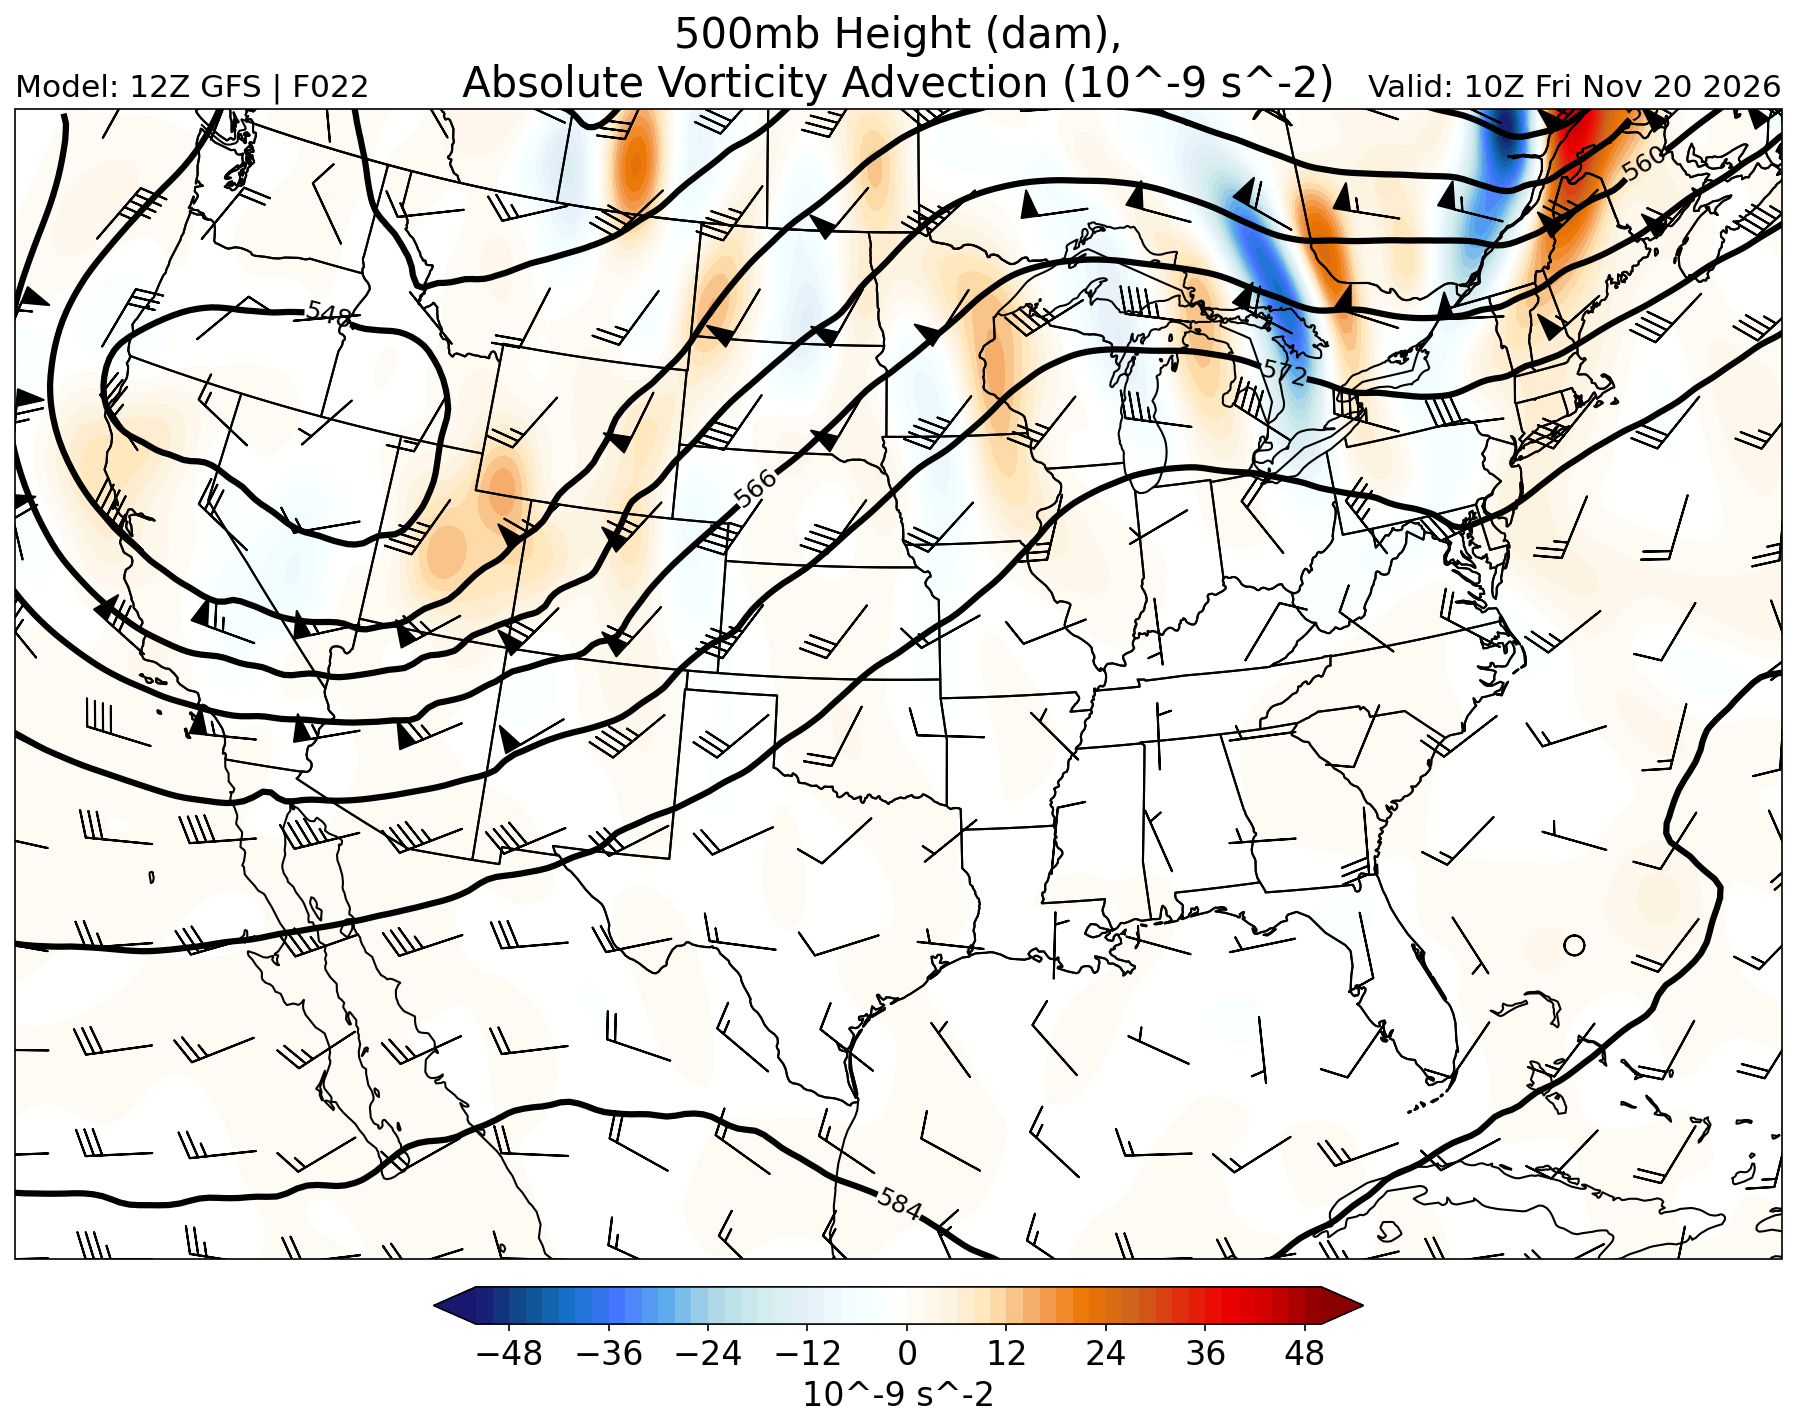 500mb Height (dam),
Model: 12Z GFS | F022
Absolute Vorticity Advection (10^-9 s^-2)
Valid: 10Z Fri Nov 20 2026
560
548
572
566
584
−48 −36 −24 −12 0 12 24 36 48
10^-9 s^-2